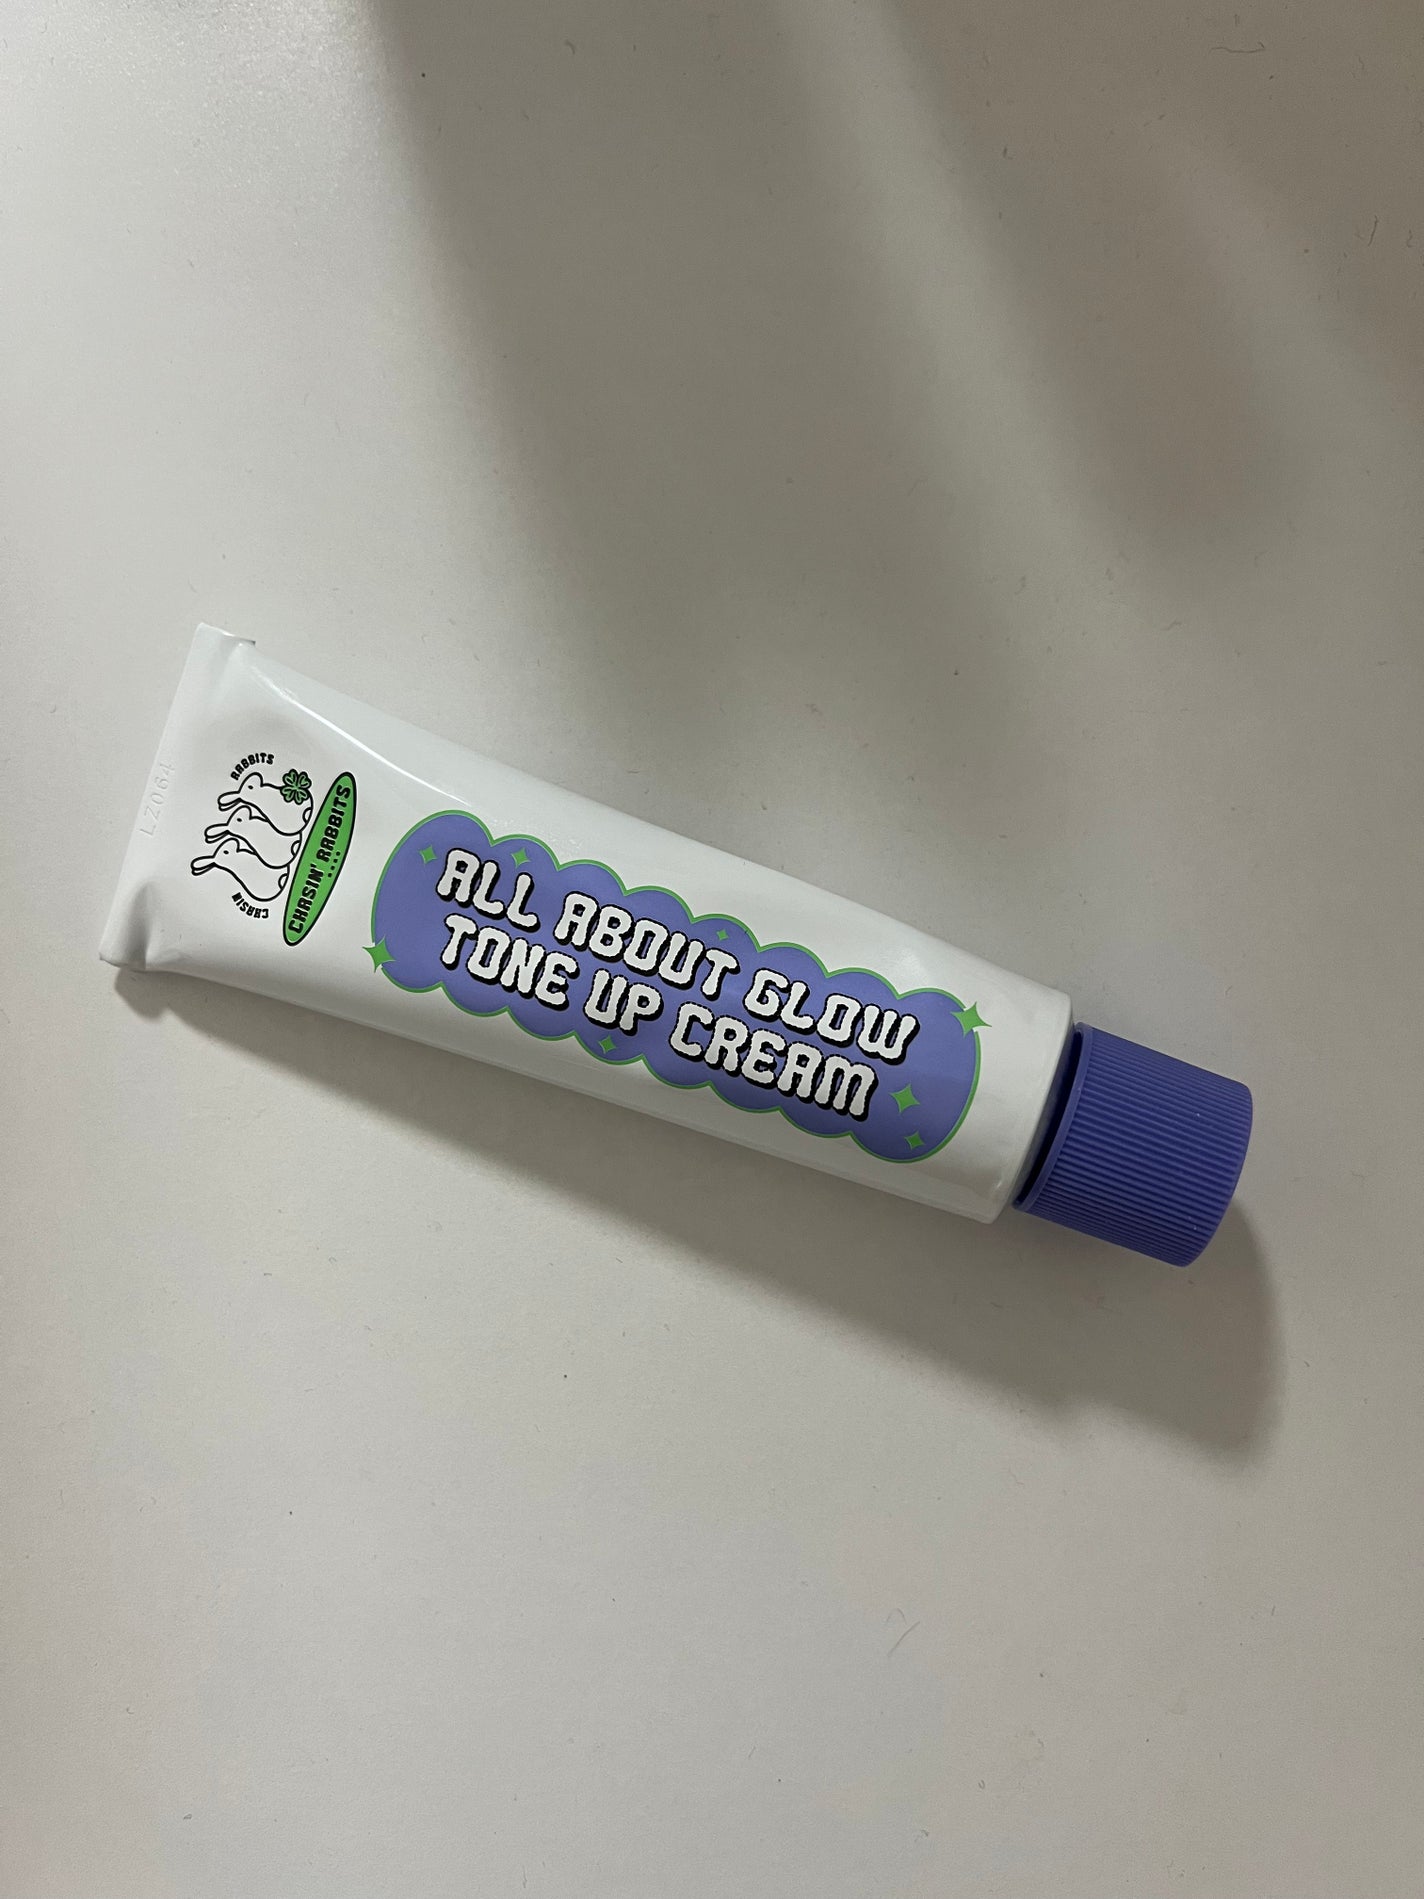 LZ064
RABBITS
CHASIN'
CHASIN' RABBITS
ALL ABOUT GLOW
TONE UP CREAM